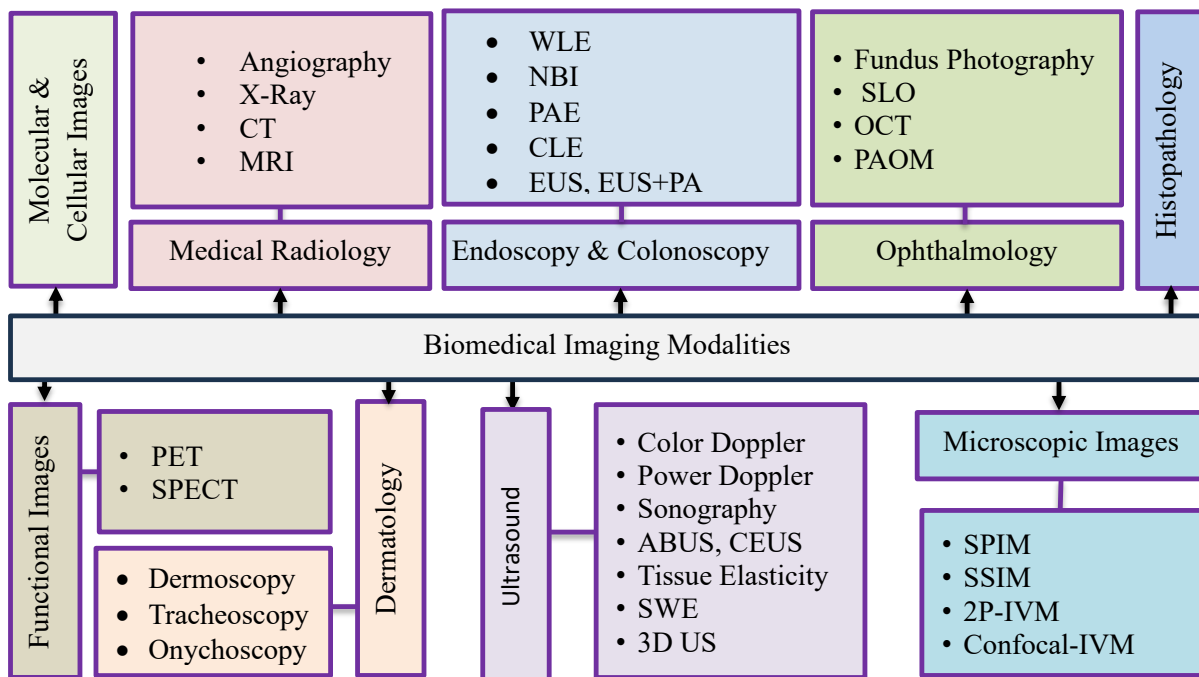 Molecular &
Cellular Images
• Angiography
• X-Ray
• CT
• MRI
Medical Radiology
• WLE
• NBI
• PAE
• CLE
• EUS, EUS+PA
Endoscopy & Colonoscopy
• Fundus Photography
• SLO
• OCT
• PAOM
Ophthalmology
Histopathology
Biomedical Imaging Modalities
Functional Images
• PET
• SPECT
• Dermoscopy
• Tracheoscopy
• Onychoscopy
Dermatology
Ultrasound
• Color Doppler
• Power Doppler
• Sonography
• ABUS, CEUS
• Tissue Elasticity
• SWE
• 3D US
Microscopic Images
• SPIM
• SSIM
• 2P-IVM
• Confocal-IVM